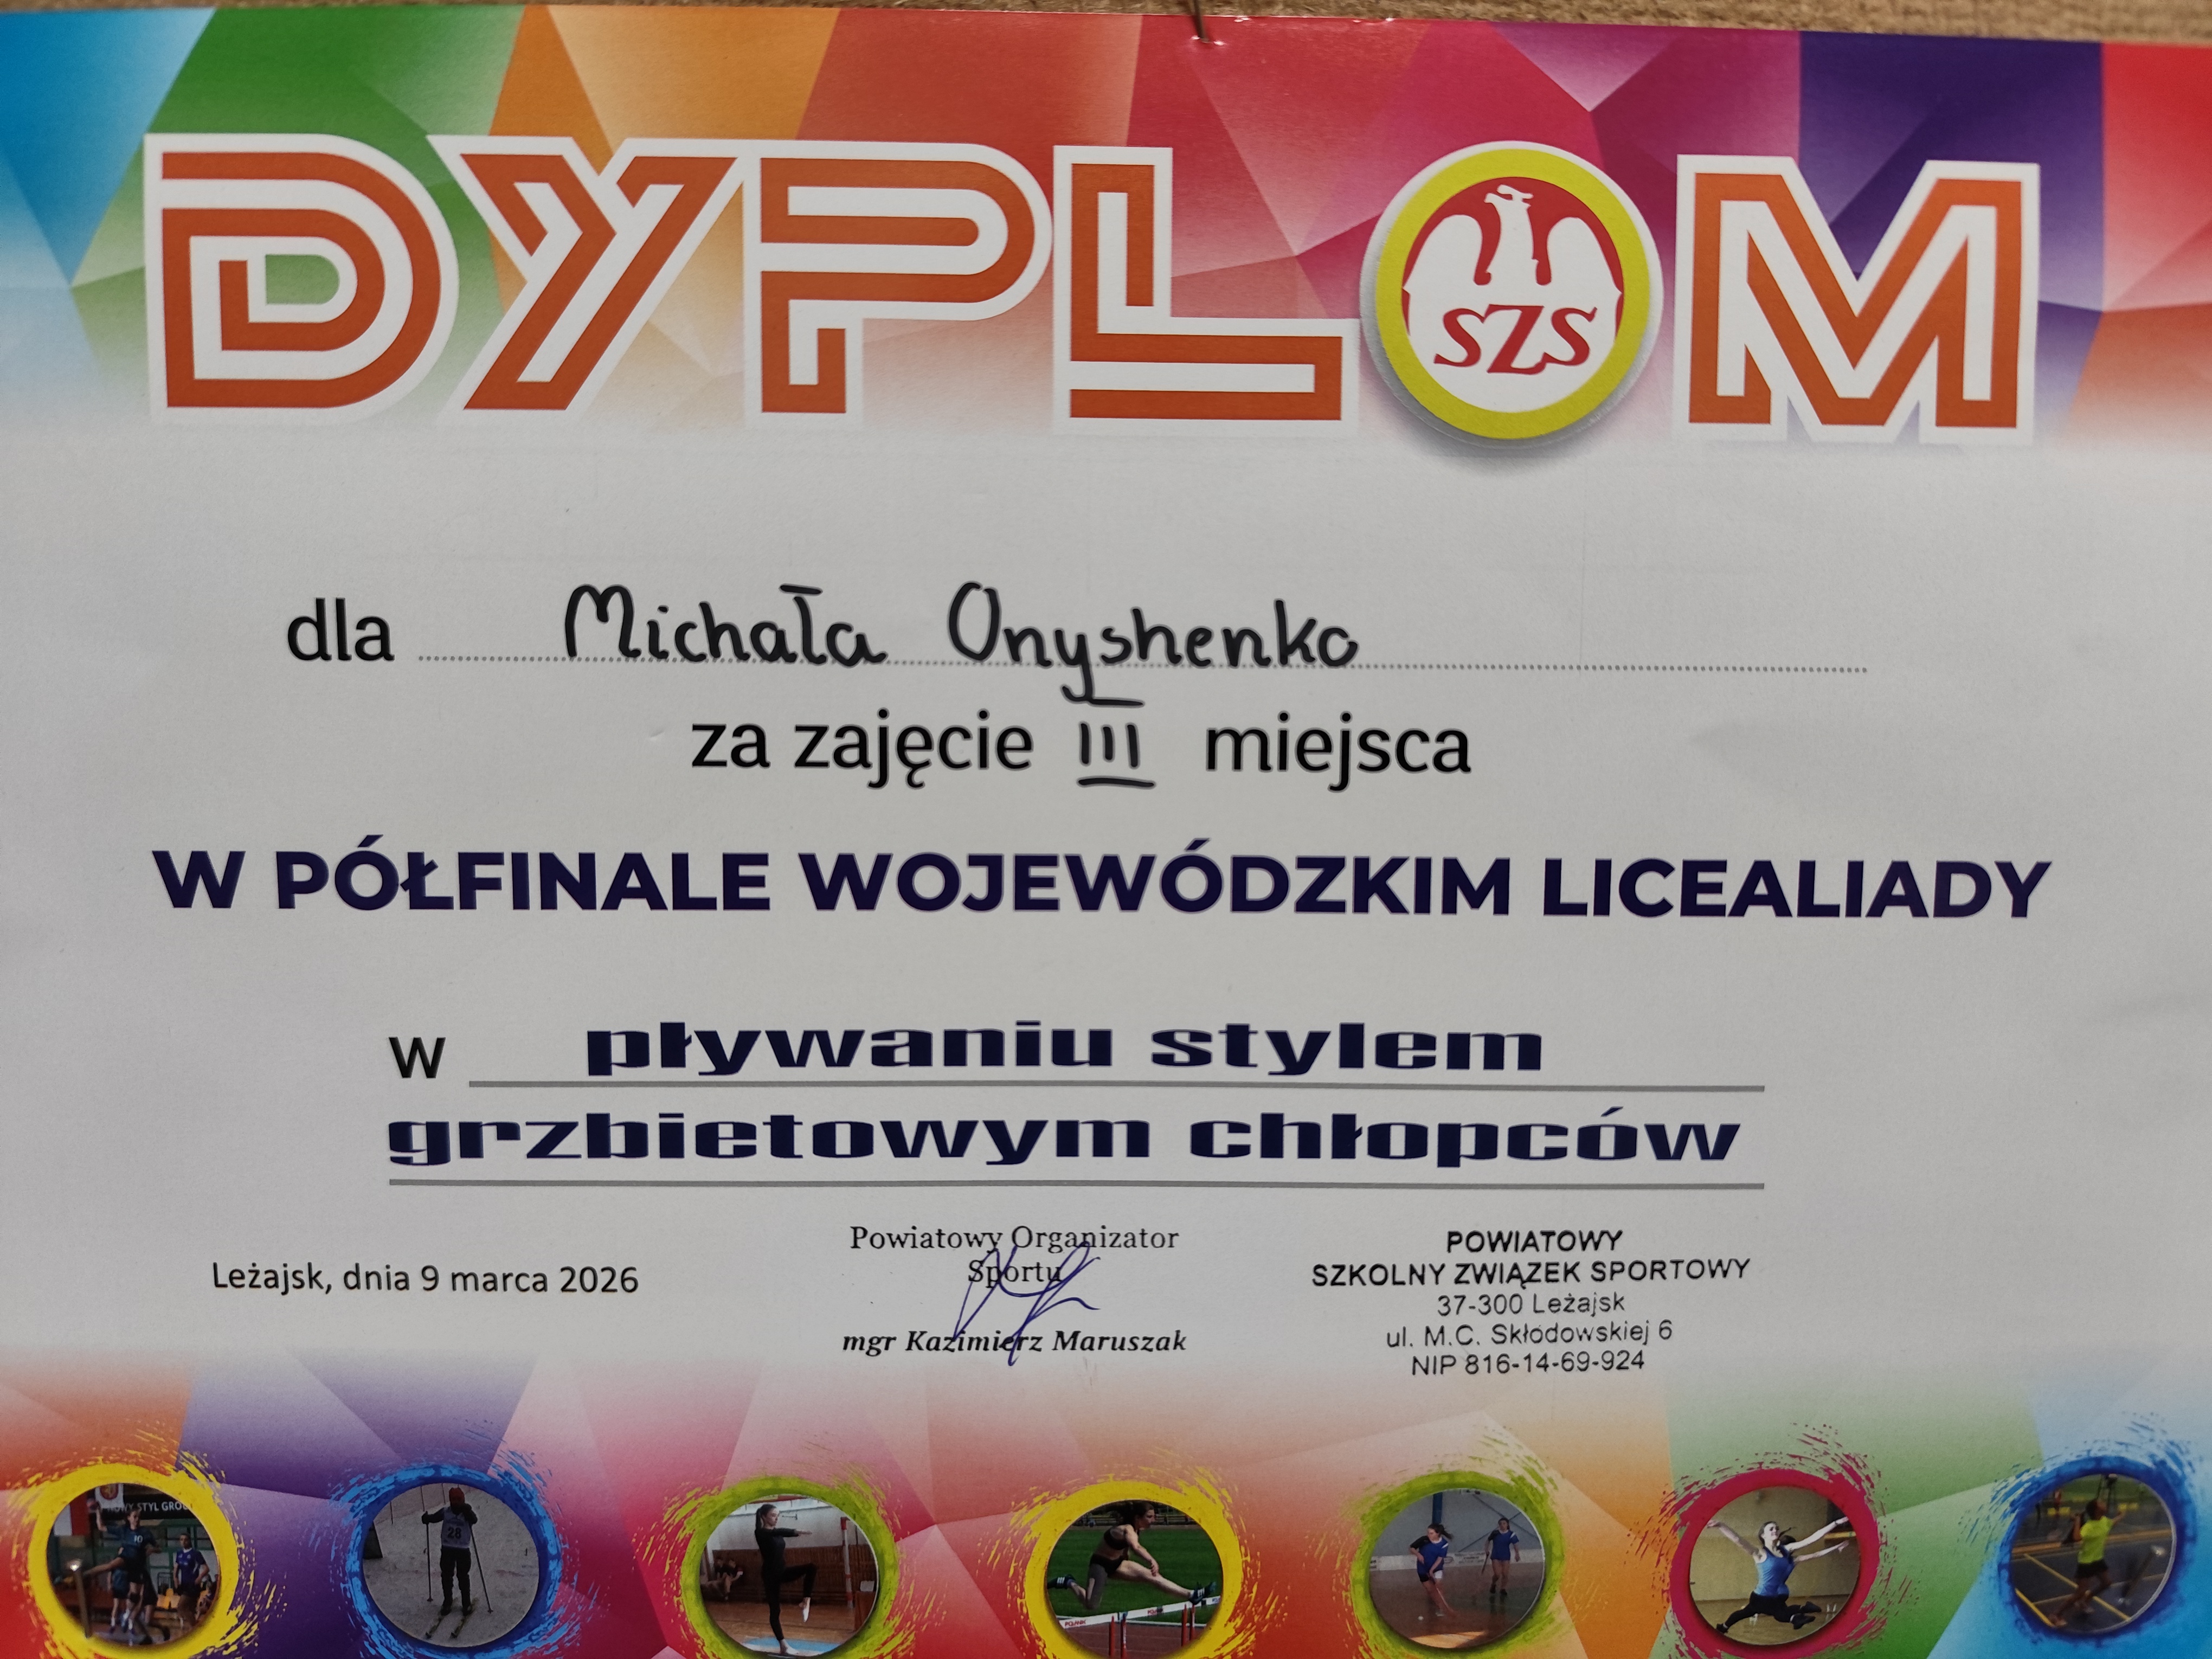 DYPLOM
SZS
dla Michała Onyshenko
za zajęcie III miejsca
W PÓŁFINALE WOJEWÓDZKIM LICEALIADY
w pływaniu stylem
grzbietowym chłopców
Leżajsk, dnia 9 marca 2026
Powiatowy Organizator
Sportu
mgr Kazimierz Maruszak
POWIATOWY
SZKOLNY ZWIĄZEK SPORTOWY
37-300 Leżajsk
ul. M.C. Skłodowskiej 6
NIP 816-14-69-924
28